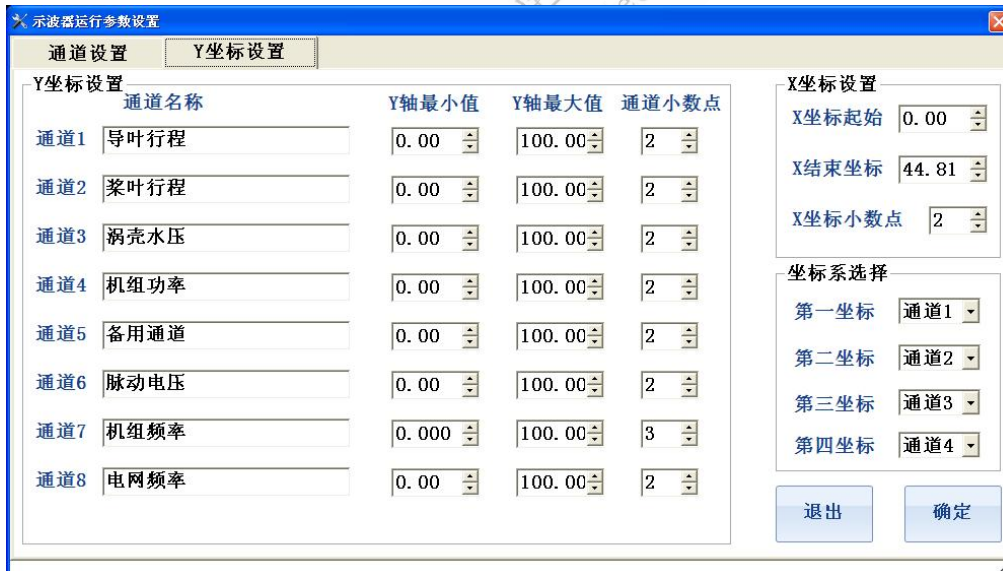 示波器运行参数设置
通道设置 Y坐标设置
Y坐标设置
通道名称 Y轴最小值 Y轴最大值 通道小数点
通道1 导叶行程 0.00 100.00 2
通道2 桨叶行程 0.00 100.00 2
通道3 涡壳水压 0.00 100.00 2
通道4 机组功率 0.00 100.00 2
通道5 备用通道 0.00 100.00 2
通道6 脉动电压 0.00 100.00 2
通道7 机组频率 0.000 100.00 3
通道8 电网频率 0.00 100.00 2
X坐标设置
X坐标起始 0.00
X结束坐标 44.81
X坐标小数点 2
坐标系选择
第一坐标 通道1
第二坐标 通道2
第三坐标 通道3
第四坐标 通道4
退出 确定